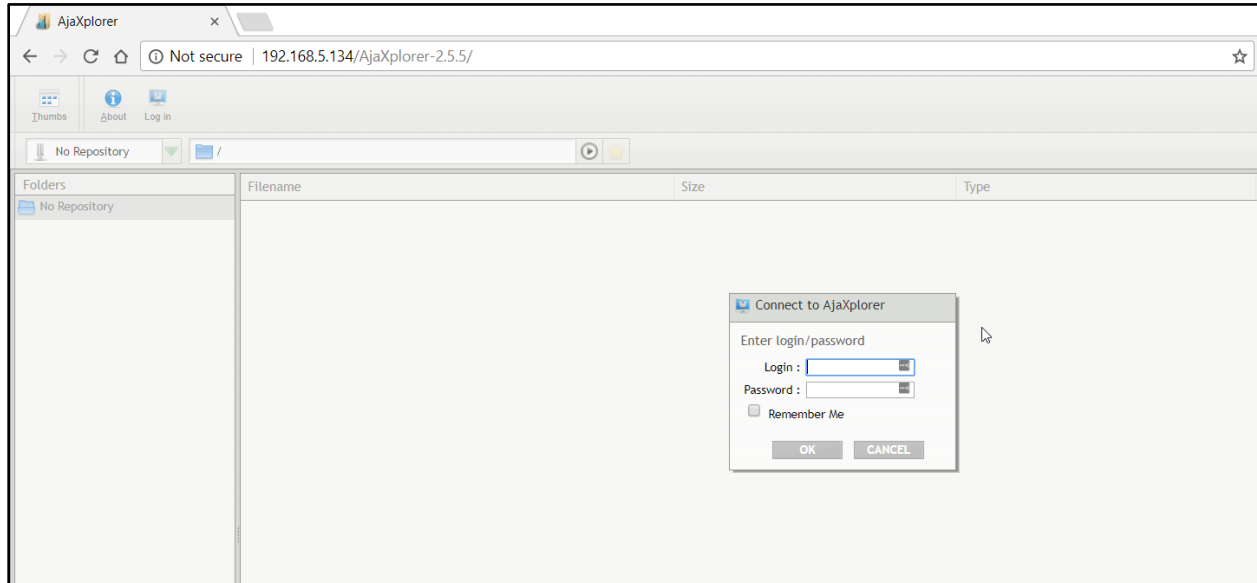 AjaXplorer
Not secure 192.168.5.134/AjaXplorer-2.5.5/
Thumbs About Log in
No Repository /
Folders Filename Size Type
No Repository
Connect to AjaXplorer
Enter login/password
Login :
Password :
Remember Me
OK CANCEL